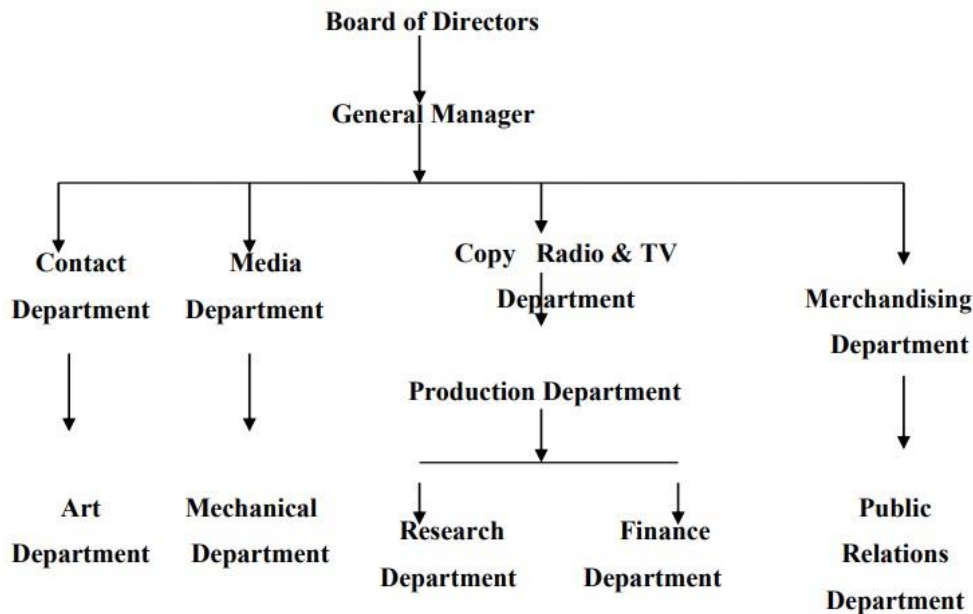 Board of Directors
General Manager
Contact
Department
Media
Department
Copy Radio & TV
Department
Merchandising
Department
Production Department
Art
Department
Mechanical
Department
Research
Department
Finance
Department
Public
Relations
Department